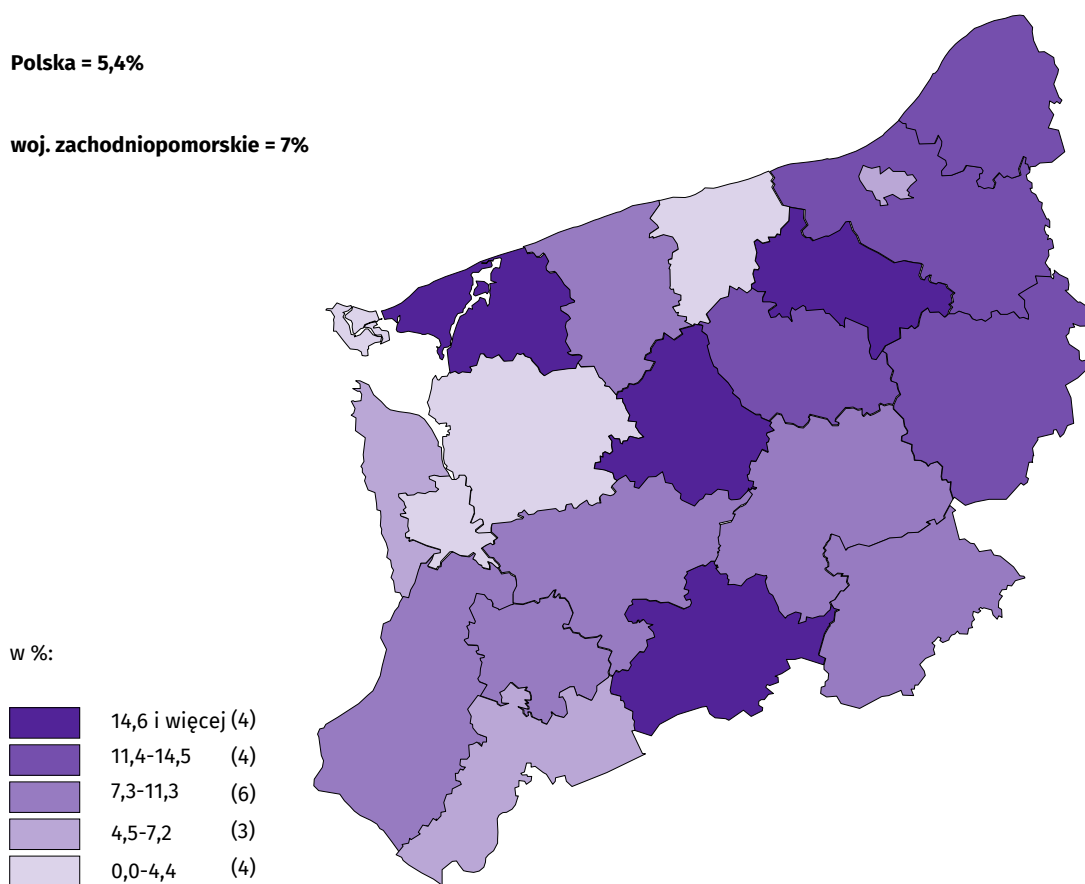 Polska = 5,4%
woj. zachodniopomorskie = 7%
w %:
14,6 i więcej (4)
11,4-14,5 (4)
7,3-11,3 (6)
4,5-7,2 (3)
0,0-4,4 (4)